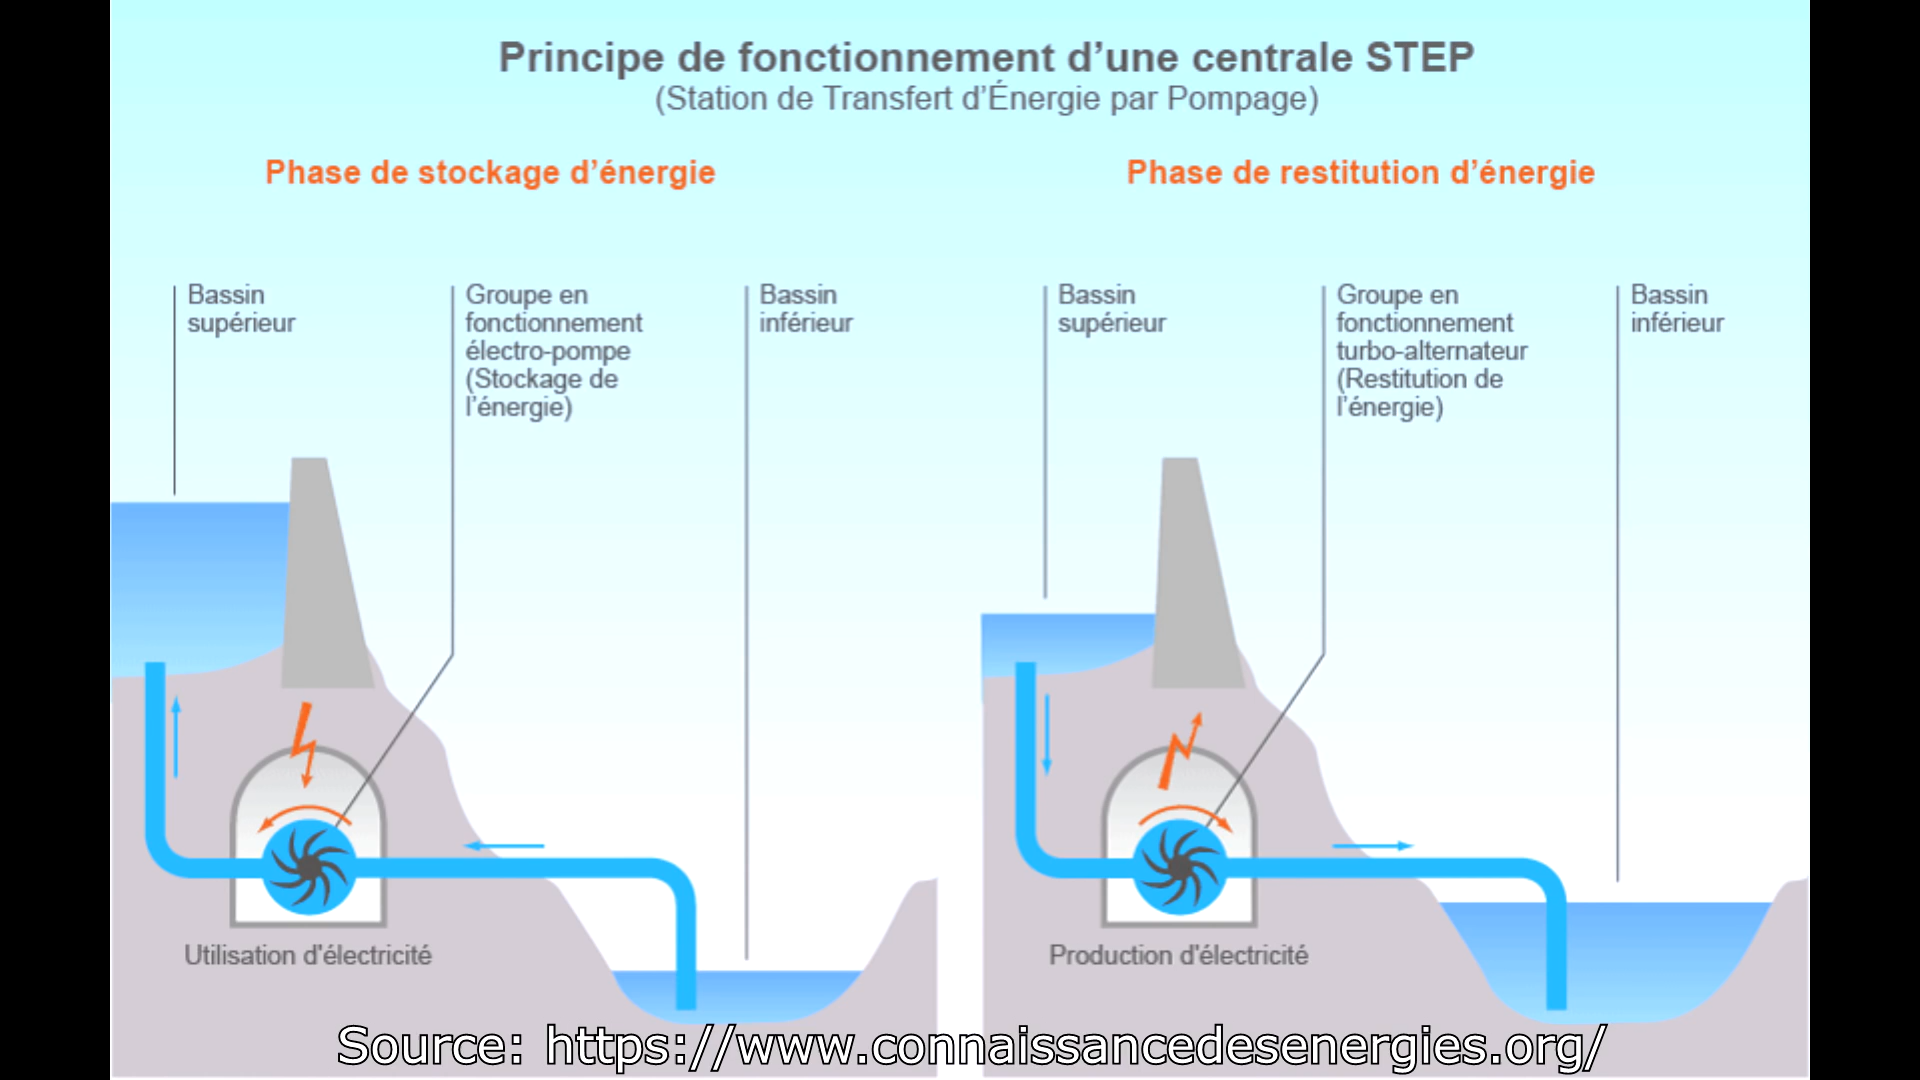 Principe de fonctionnement d’une centrale STEP
(Station de Transfert d’Énergie par Pompage)
Phase de stockage d’énergie
Bassin
supérieur
Groupe en
fonctionnement
électro-pompe
(Stockage de
l’énergie)
Bassin
inférieur
Utilisation d'électricité
Phase de restitution d’énergie
Bassin
supérieur
Groupe en
fonctionnement
turbo-alternateur
(Restitution de
l’énergie)
Bassin
inférieur
Production d'électricité
Source: https://www.connaissancedesenergies.org/